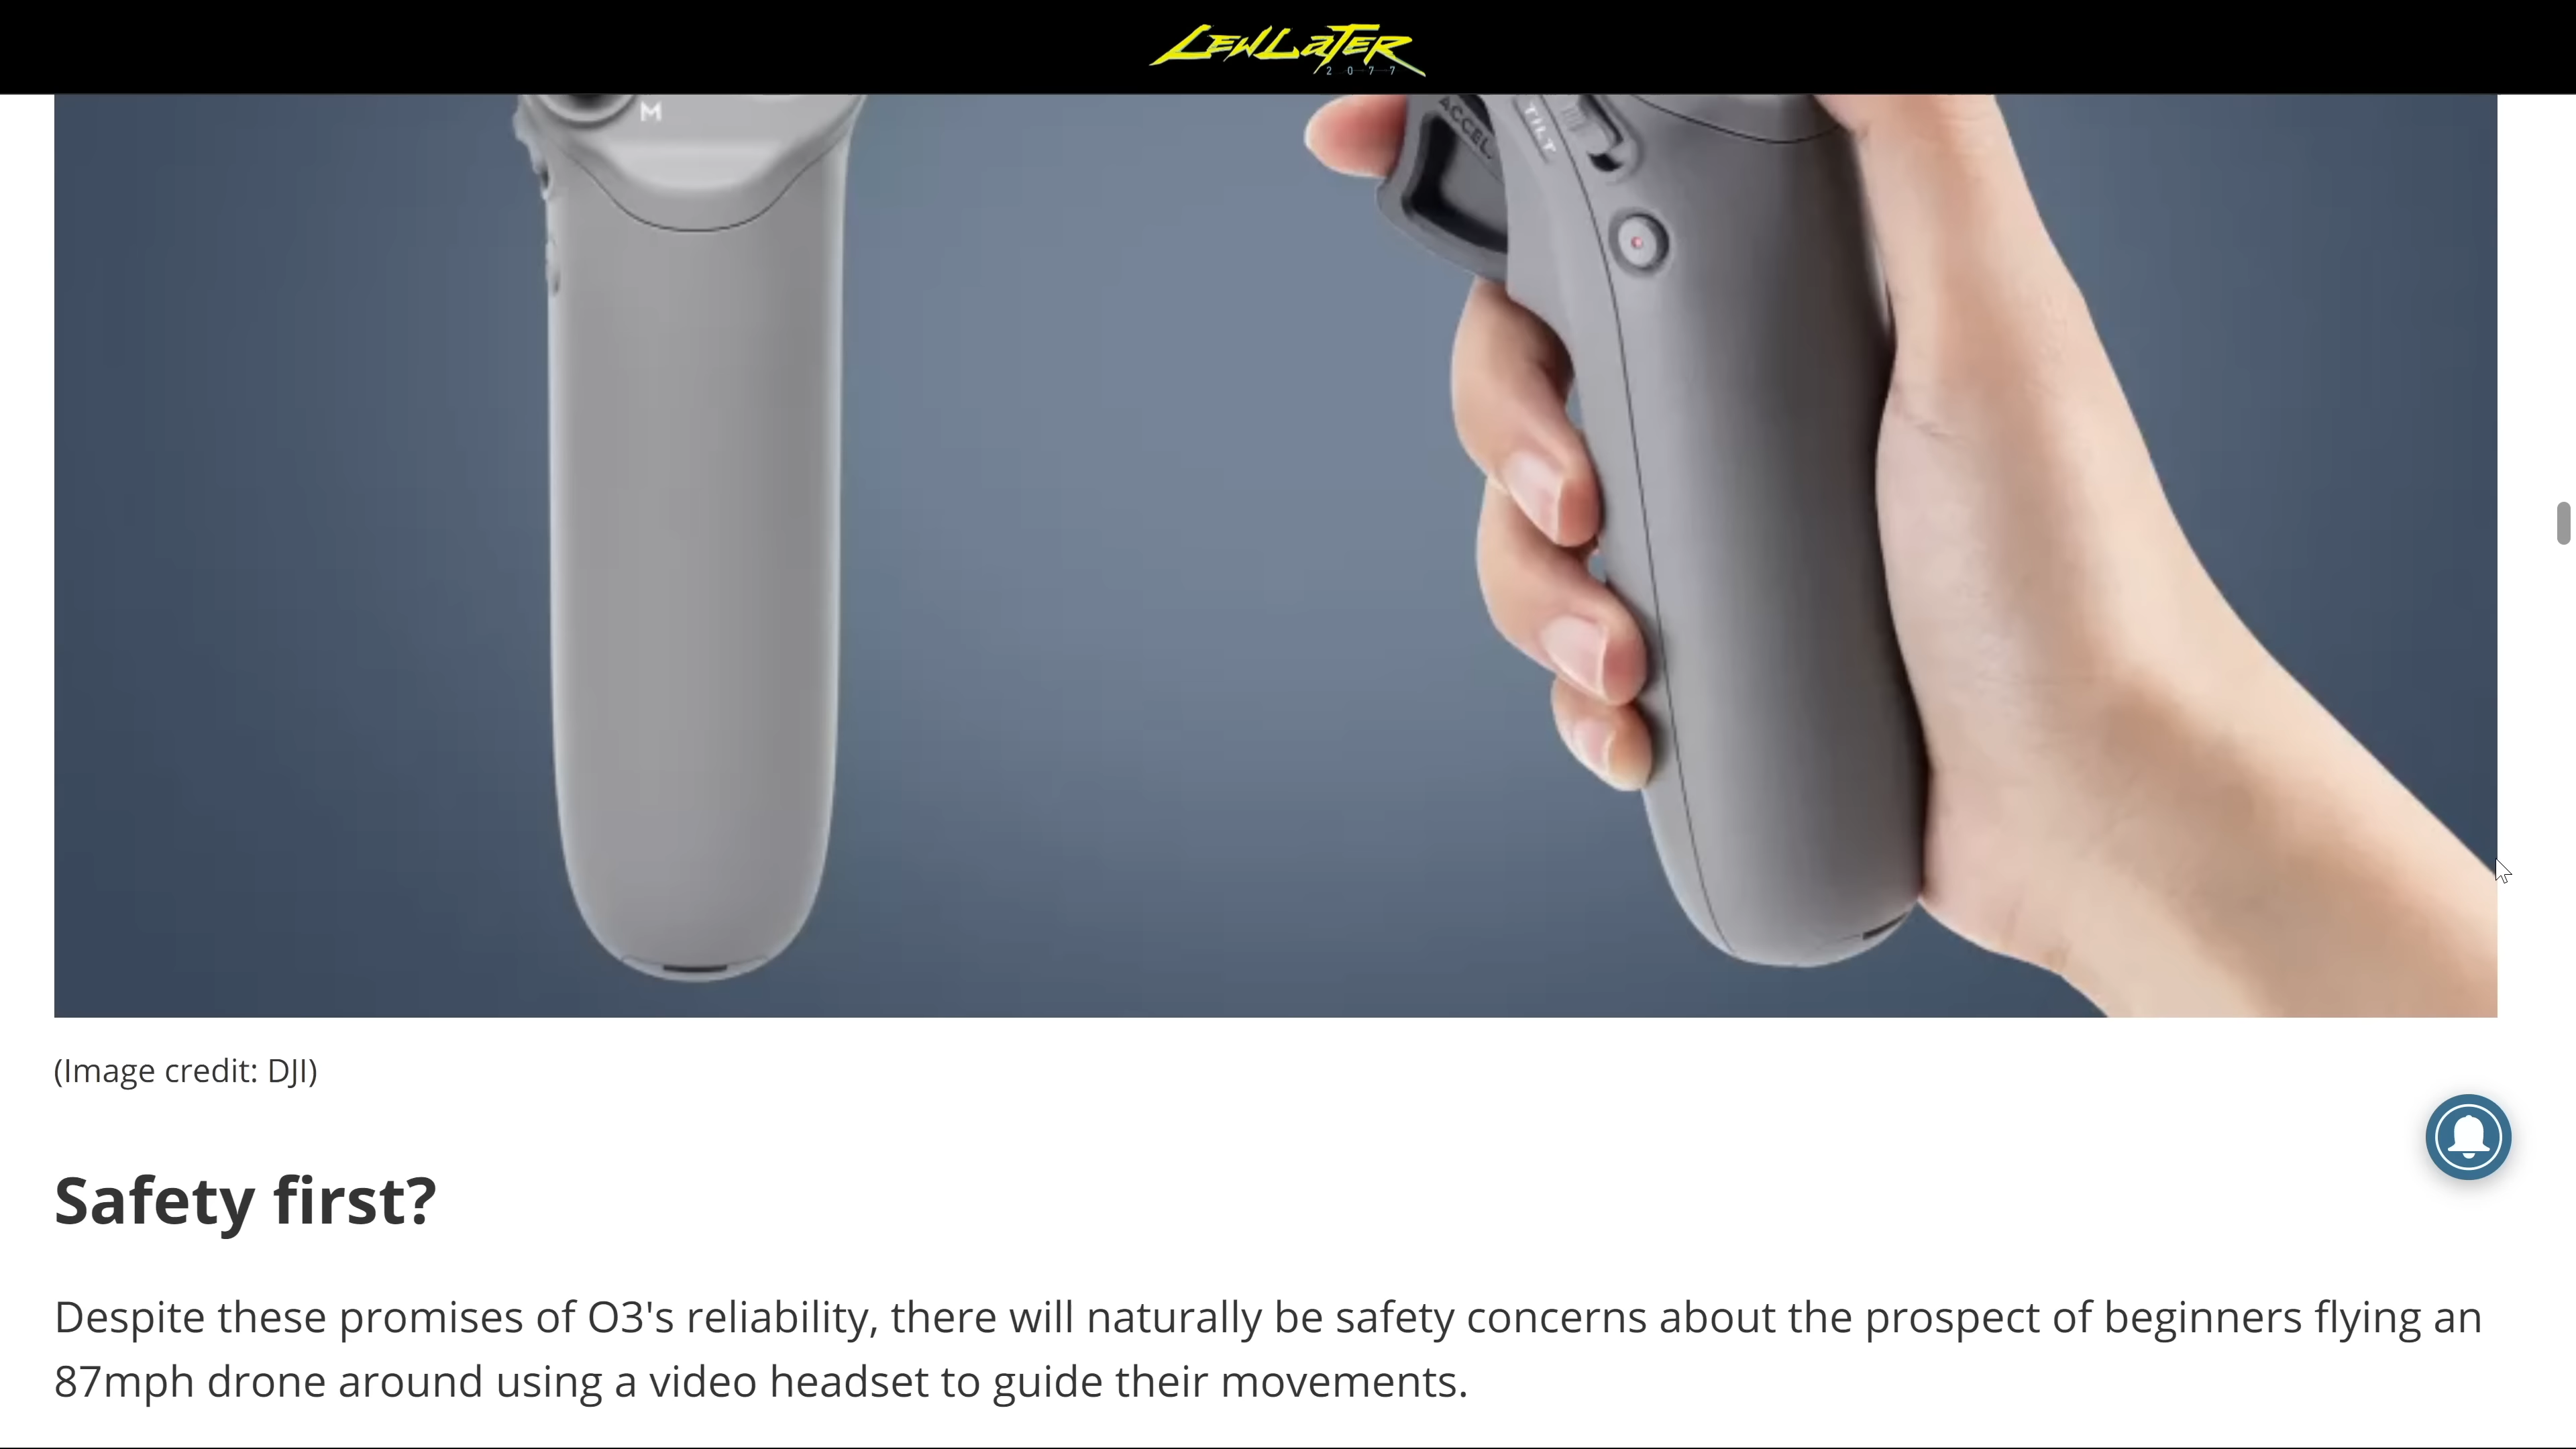 LEWLATER
2077
M
ACCEL.
TILT
(Image credit: DJI)
Safety first?
Despite these promises of O3's reliability, there will naturally be safety concerns about the prospect of beginners flying an
87mph drone around using a video headset to guide their movements.